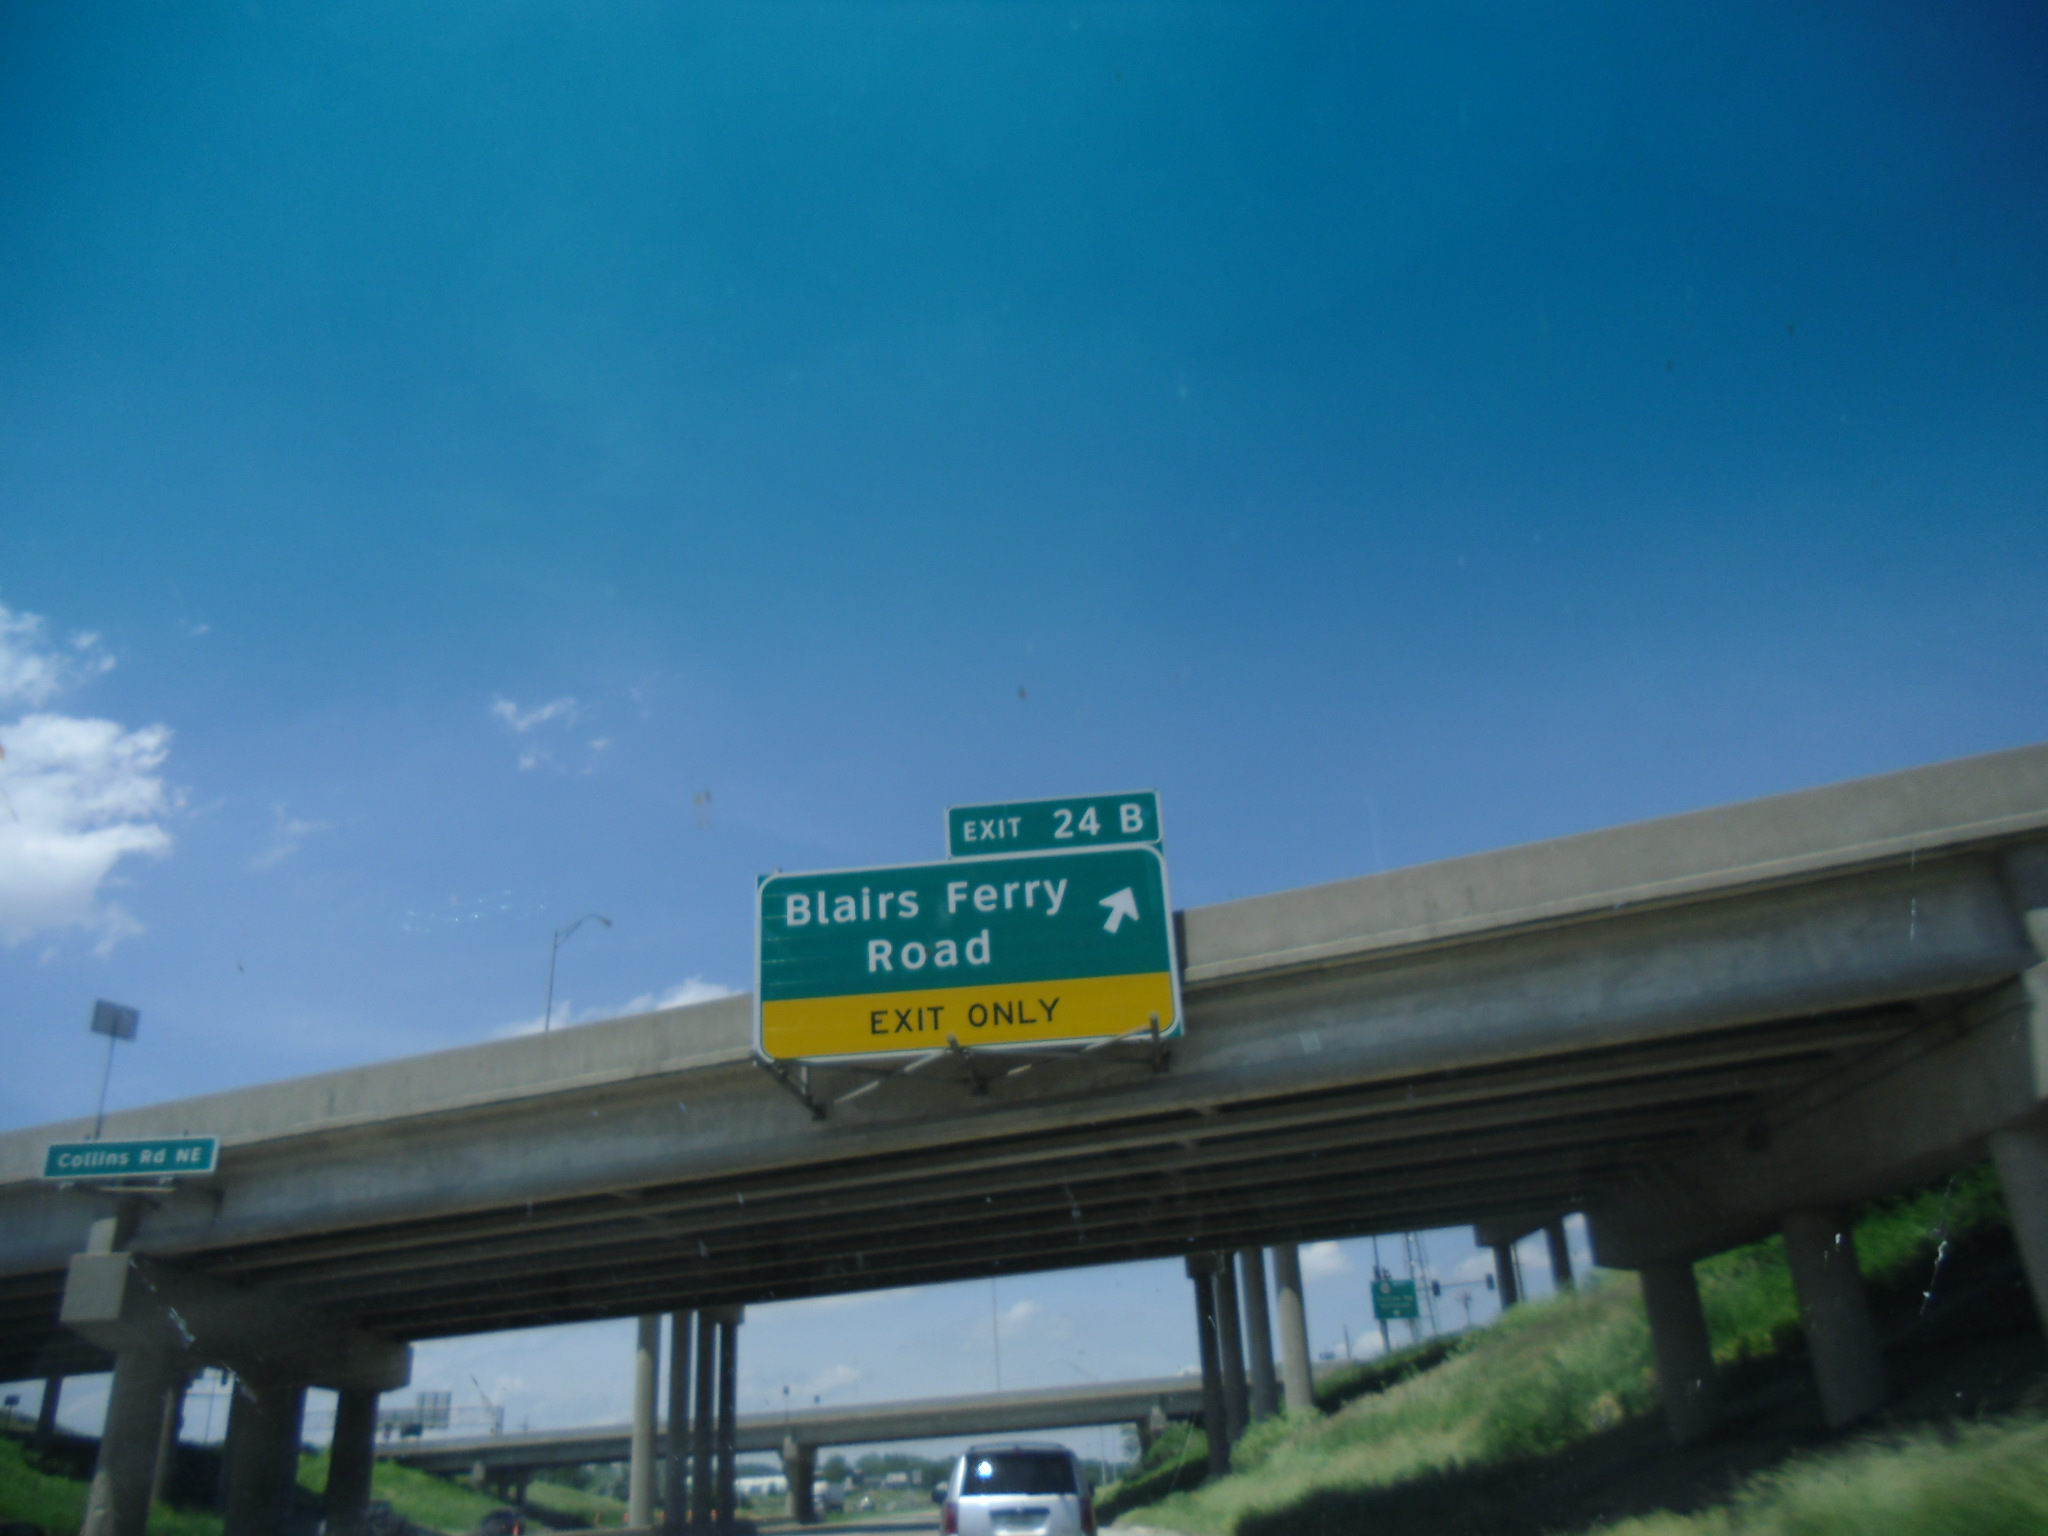 EXIT 24 B
Blairs Ferry
Road
EXIT ONLY
Collins Rd NE